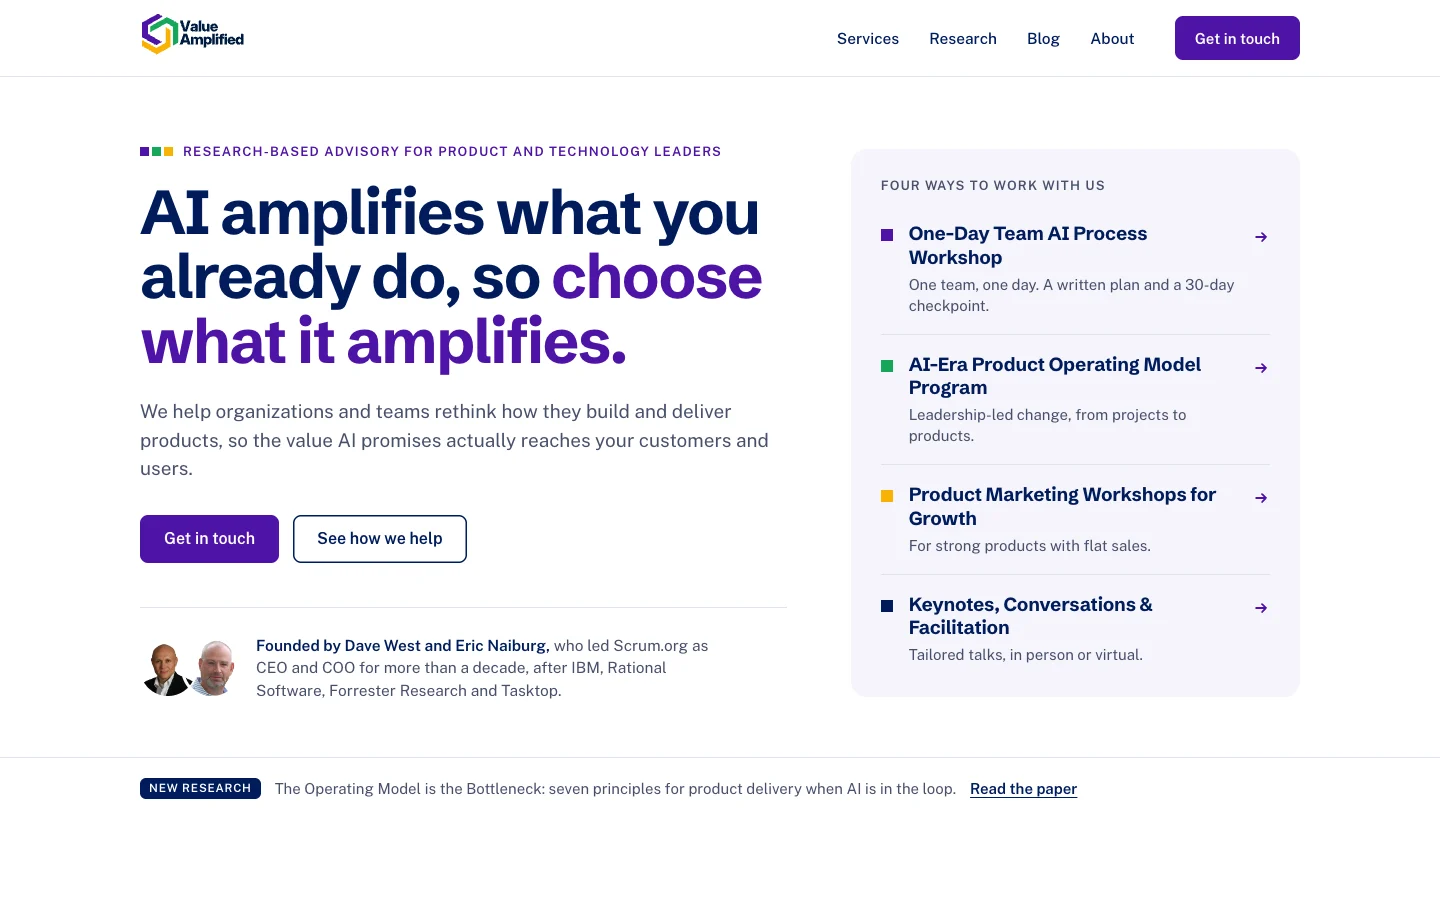 Value
Amplified
Services
Research
Blog
About
Get in touch
RESEARCH-BASED ADVISORY FOR PRODUCT AND TECHNOLOGY LEADERS
AI amplifies what you
already do, so choose
what it amplifies.
We help organizations and teams rethink how they build and deliver
products, so the value AI promises actually reaches your customers and
users.
Get in touch
See how we help
Founded by Dave West and Eric Naiburg, who led Scrum.org as
CEO and COO for more than a decade, after IBM, Rational
Software, Forrester Research and Tasktop.
FOUR WAYS TO WORK WITH US
One-Day Team AI Process
Workshop
One team, one day. A written plan and a 30-day
checkpoint.
AI-Era Product Operating Model
Program
Leadership-led change, from projects to
products.
Product Marketing Workshops for
Growth
For strong products with flat sales.
Keynotes, Conversations &
Facilitation
Tailored talks, in person or virtual.
NEW RESEARCH
The Operating Model is the Bottleneck: seven principles for product delivery when AI is in the loop.
Read the paper